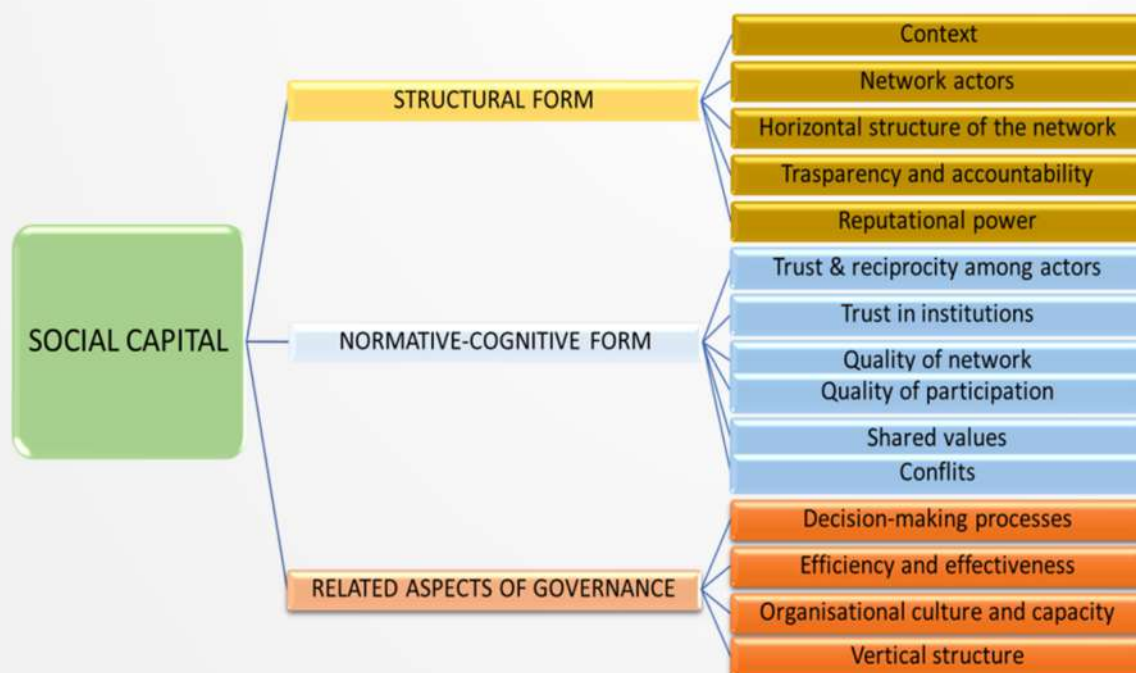 SOCIAL CAPITAL
STRUCTURAL FORM
Context
Network actors
Horizontal structure of the network
Trasparency and accountability
Reputational power
NORMATIVE-COGNITIVE FORM
Trust & reciprocity among actors
Trust in institutions
Quality of network
Quality of participation
Shared values
Conflits
RELATED ASPECTS OF GOVERNANCE
Decision-making processes
Efficiency and effectiveness
Organisational culture and capacity
Vertical structure